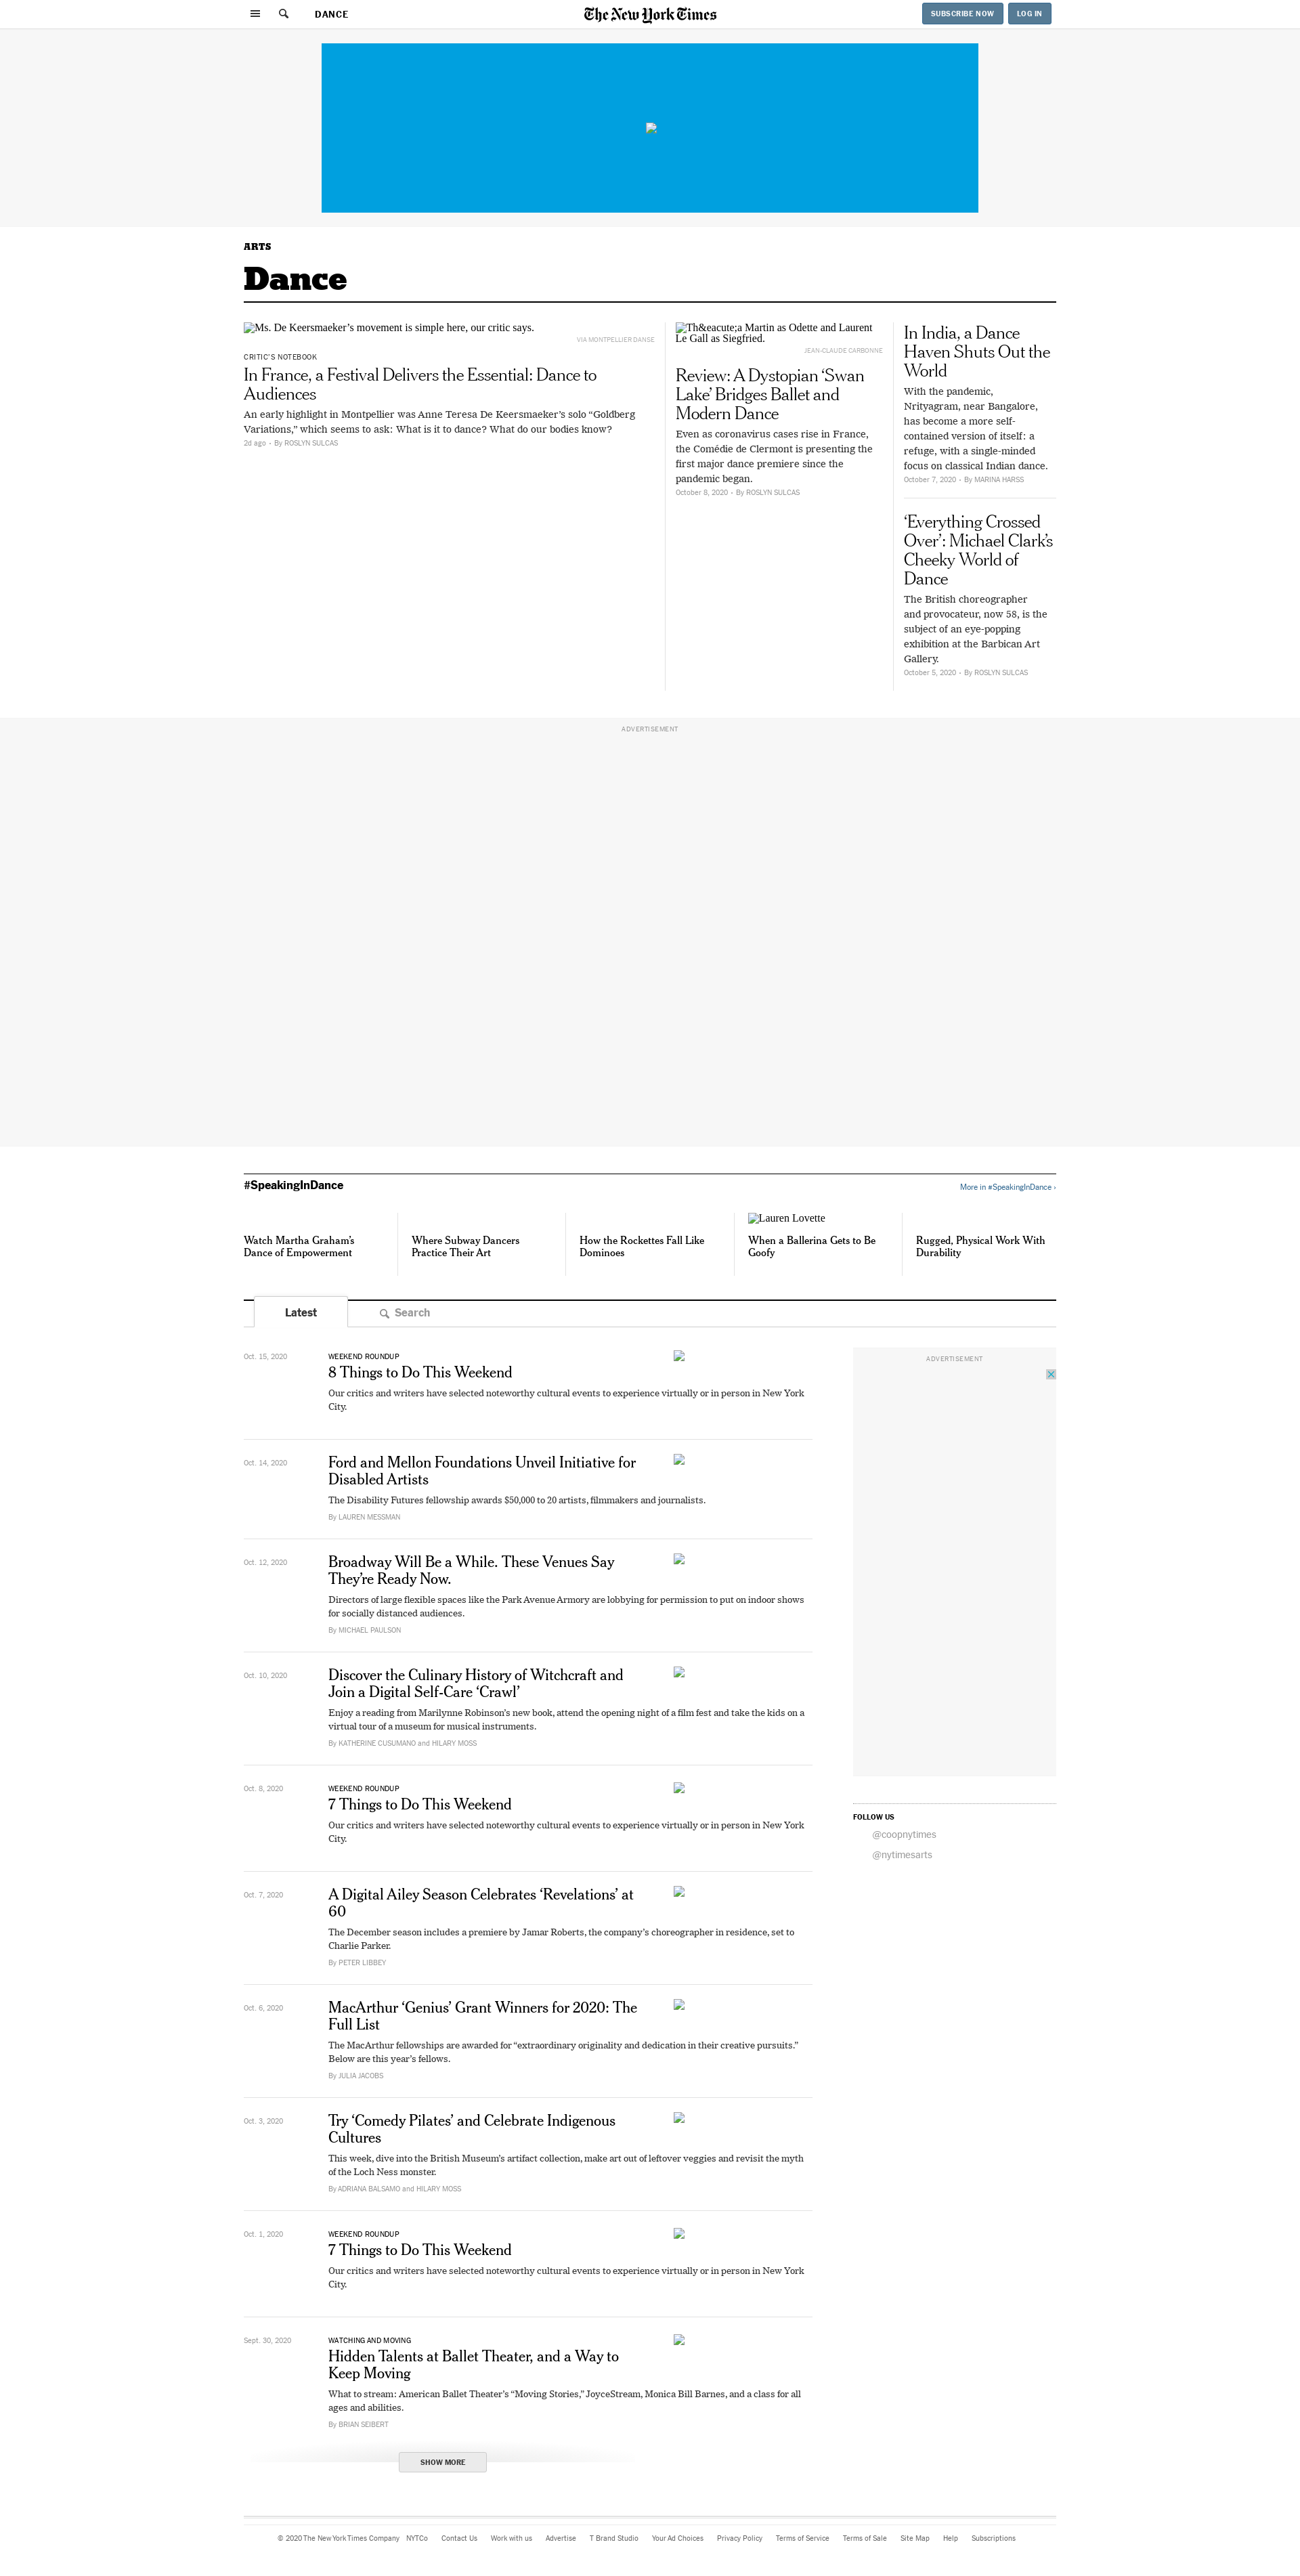 DANCE
The New York Times
SUBSCRIBE NOW
LOG IN
ARTS
Dance
Ms. De Keersmaeker’s movement is simple here, our critic says.
VIA MONTPELLIER DANSE
CRITIC’S NOTEBOOK
In France, a Festival Delivers the Essential: Dance to
Audiences
An early highlight in Montpellier was Anne Teresa De Keersmaeker’s solo “Goldberg
Variations,” which seems to ask: What is it to dance? What do our bodies know?
2d ago • By ROSLYN SULCAS
Th&eacute;a Martin as Odette and Laurent
Le Gall as Siegfried.
JEAN-CLAUDE CARBONNE
Review: A Dystopian ‘Swan
Lake’ Bridges Ballet and
Modern Dance
Even as coronavirus cases rise in France,
the Comédie de Clermont is presenting the
first major dance premiere since the
pandemic began.
October 8, 2020 • By ROSLYN SULCAS
In India, a Dance
Haven Shuts Out the
World
With the pandemic,
Nrityagram, near Bangalore,
has become a more self-
contained version of itself: a
refuge, with a single-minded
focus on classical Indian dance.
October 7, 2020 • By MARINA HARSS
‘Everything Crossed
Over’: Michael Clark’s
Cheeky World of
Dance
The British choreographer
and provocateur, now 58, is the
subject of an eye-popping
exhibition at the Barbican Art
Gallery.
October 5, 2020 • By ROSLYN SULCAS
ADVERTISEMENT
#SpeakingInDance
More in #SpeakingInDance ›
Watch Martha Graham’s
Dance of Empowerment
Where Subway Dancers
Practice Their Art
How the Rockettes Fall Like
Dominoes
Lauren Lovette
When a Ballerina Gets to Be
Goofy
Rugged, Physical Work With
Durability
Latest
Search
Oct. 15, 2020
WEEKEND ROUNDUP
8 Things to Do This Weekend
Our critics and writers have selected noteworthy cultural events to experience virtually or in person in New York
City.
Oct. 14, 2020
Ford and Mellon Foundations Unveil Initiative for
Disabled Artists
The Disability Futures fellowship awards $50,000 to 20 artists, filmmakers and journalists.
By LAUREN MESSMAN
Oct. 12, 2020
Broadway Will Be a While. These Venues Say
They’re Ready Now.
Directors of large flexible spaces like the Park Avenue Armory are lobbying for permission to put on indoor shows
for socially distanced audiences.
By MICHAEL PAULSON
Oct. 10, 2020
Discover the Culinary History of Witchcraft and
Join a Digital Self-Care ‘Crawl’
Enjoy a reading from Marilynne Robinson’s new book, attend the opening night of a film fest and take the kids on a
virtual tour of a museum for musical instruments.
By KATHERINE CUSUMANO and HILARY MOSS
Oct. 8, 2020
WEEKEND ROUNDUP
7 Things to Do This Weekend
Our critics and writers have selected noteworthy cultural events to experience virtually or in person in New York
City.
Oct. 7, 2020
A Digital Ailey Season Celebrates ‘Revelations’ at
60
The December season includes a premiere by Jamar Roberts, the company’s choreographer in residence, set to
Charlie Parker.
By PETER LIBBEY
Oct. 6, 2020
MacArthur ‘Genius’ Grant Winners for 2020: The
Full List
The MacArthur fellowships are awarded for “extraordinary originality and dedication in their creative pursuits.”
Below are this year’s fellows.
By JULIA JACOBS
Oct. 3, 2020
Try ‘Comedy Pilates’ and Celebrate Indigenous
Cultures
This week, dive into the British Museum’s artifact collection, make art out of leftover veggies and revisit the myth
of the Loch Ness monster.
By ADRIANA BALSAMO and HILARY MOSS
Oct. 1, 2020
WEEKEND ROUNDUP
7 Things to Do This Weekend
Our critics and writers have selected noteworthy cultural events to experience virtually or in person in New York
City.
Sept. 30, 2020
WATCHING AND MOVING
Hidden Talents at Ballet Theater, and a Way to
Keep Moving
What to stream: American Ballet Theater’s “Moving Stories,” JoyceStream, Monica Bill Barnes, and a class for all
ages and abilities.
By BRIAN SEIBERT
SHOW MORE
ADVERTISEMENT
FOLLOW US
@coopnytimes
@nytimesarts
© 2020 The New York Times Company NYTCo Contact Us Work with us Advertise T Brand Studio Your Ad Choices Privacy Policy Terms of Service Terms of Sale Site Map Help Subscriptions